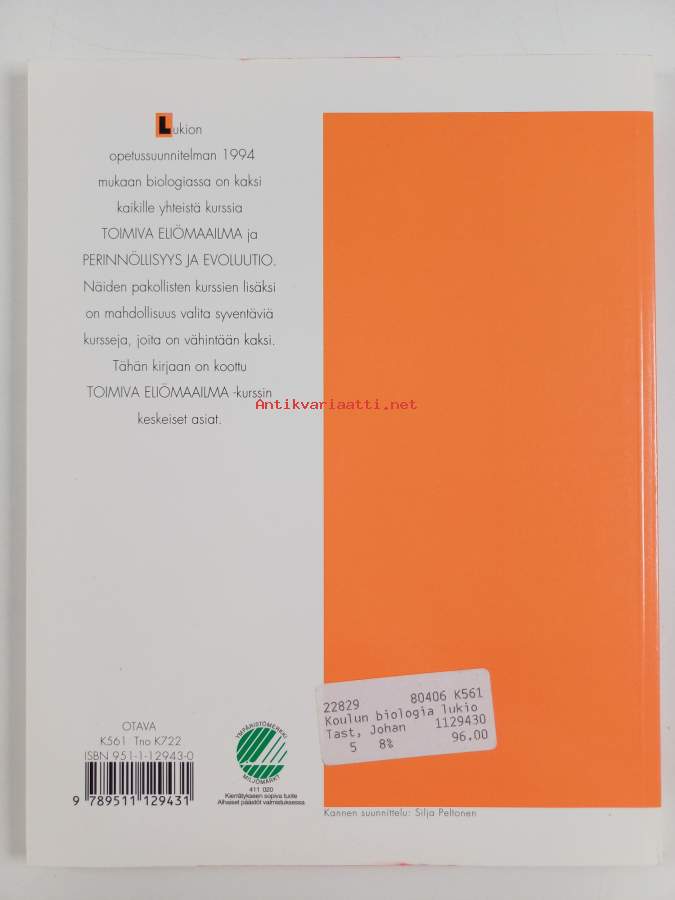 Lukion
opetussuunnitelman 1994
mukaan biologiassa on kaksi
kaikille yhteistä kurssia
TOIMIVA ELIÖMAAILMA ja
PERINNÖLLISYYS JA EVOLUUTIO.
Näiden pakollisten kurssien lisäksi
on mahdollisuus valita syventäviä
kursseja, joita on vähintään kaksi.
Tähän kirjaan on koottu
TOIMIVA ELIÖMAAILMA -kurssin
keskeiset asiat.
Antikvariaatti.net
OTAVA
K561 Tno K722
ISBN 951-1-12943-0
9 789511 129431
YMPÄRISTÖMERKKI
MILJÖMÄRKT
411 020
Kierrätykseen sopiva tuote
Alhaiset päästöt valmistuksessa
22829 80406 K561
Koulun biologia lukio
Tast, Johan 1129430
5 8% 96.00
Kannen suunnittelu: Silja Peltonen